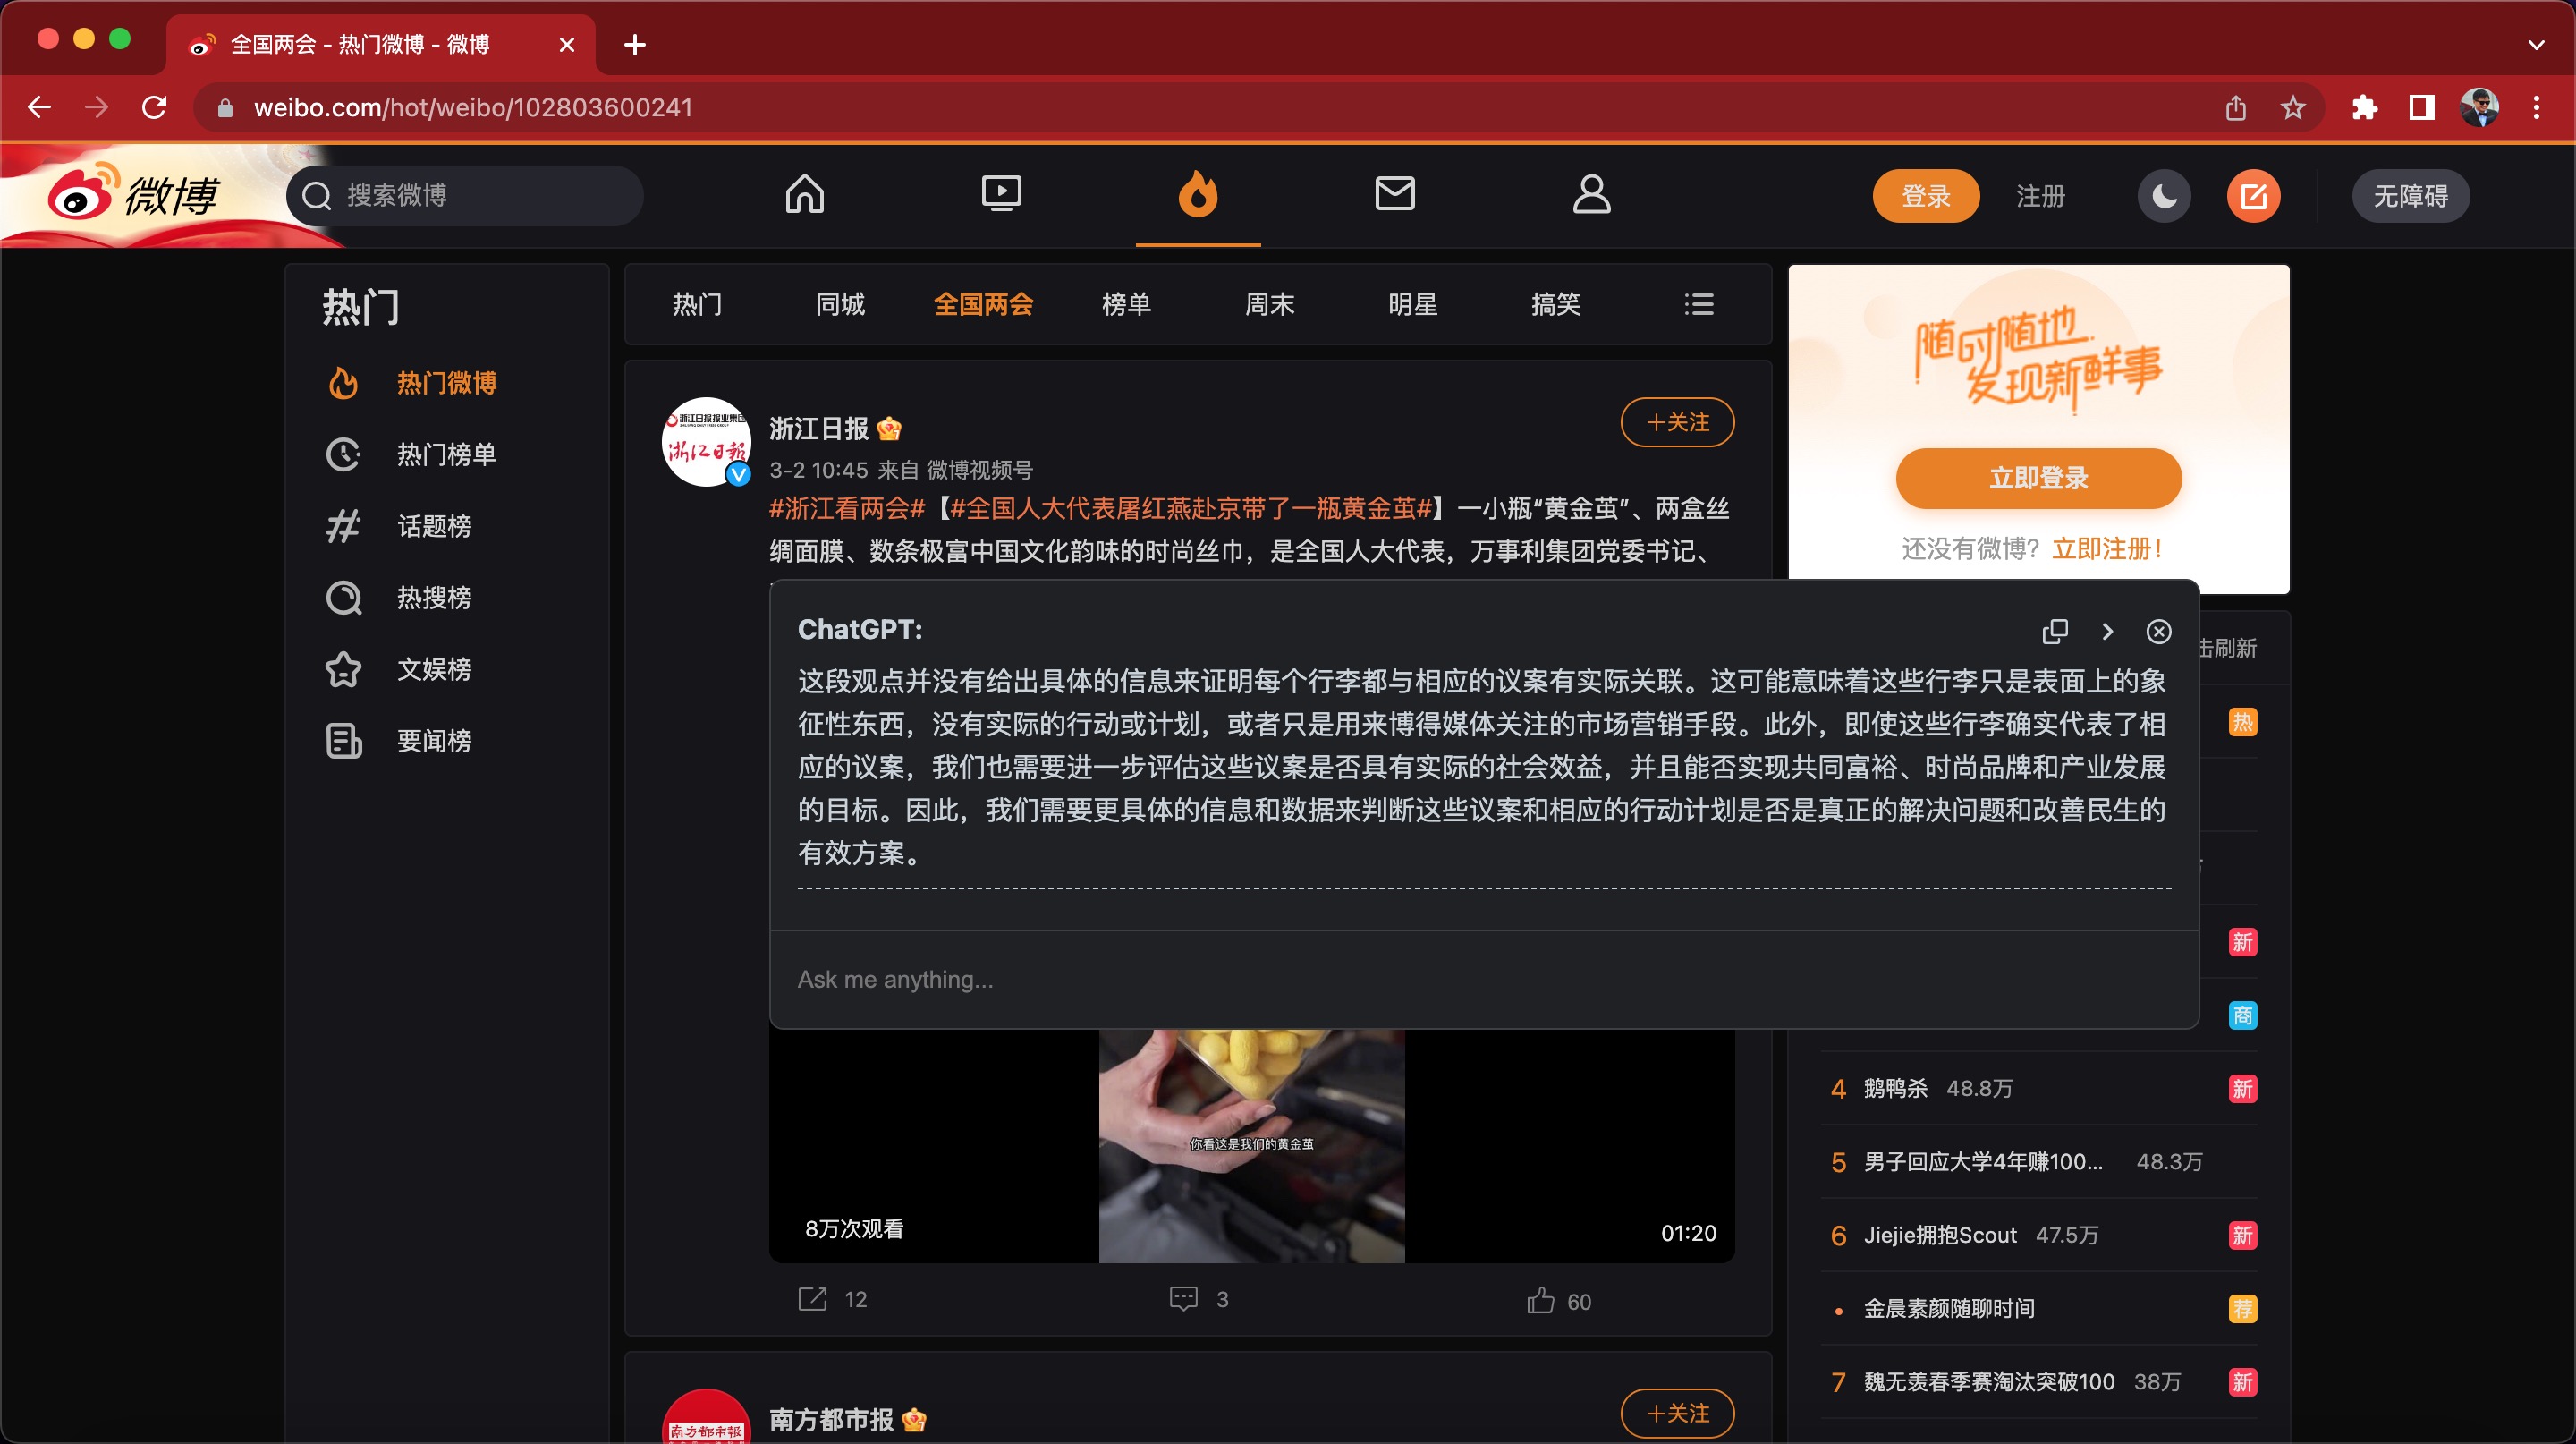 全国两会 - 热门微博 - 微博
weibo.com/hot/weibo/102803600241
微博
搜索微博
登录
注册
无障碍
热门
热门微博
热门榜单
话题榜
热搜榜
文娱榜
要闻榜
热门
同城
全国两会
榜单
周末
明星
搞笑
浙江日报报业集团
浙江日報
浙江日报
+关注
3-2 10:45 来自 微博视频号
#浙江看两会#【#全国人大代表屠红燕赴京带了一瓶黄金茧#】一小瓶“黄金茧”、两盒丝
绸面膜、数条极富中国文化韵味的时尚丝巾，是全国人大代表，万事利集团党委书记、
ChatGPT:
这段观点并没有给出具体的信息来证明每个行李都与相应的议案有实际关联。这可能意味着这些行李只是表面上的象
征性东西，没有实际的行动或计划，或者只是用来博得媒体关注的市场营销手段。此外，即使这些行李确实代表了相
应的议案，我们也需要进一步评估这些议案是否具有实际的社会效益，并且能否实现共同富裕、时尚品牌和产业发展
的目标。因此，我们需要更具体的信息和数据来判断这些议案和相应的行动计划是否是真正的解决问题和改善民生的
有效方案。
Ask me anything...
你看这是我们的黄金茧
8万次观看
01:20
12
3
60
南方都市報
南方都市报
+关注
随时随地
发现新鲜事
立即登录
还没有微博？立即注册！
击刷新
热
新
商
4 鹅鸭杀 48.8万 新
5 男子回应大学4年赚100... 48.3万
6 Jiejie拥抱Scout 47.5万 新
• 金晨素颜随聊时间 荐
7 魏无羡春季赛淘汰突破100 38万 新